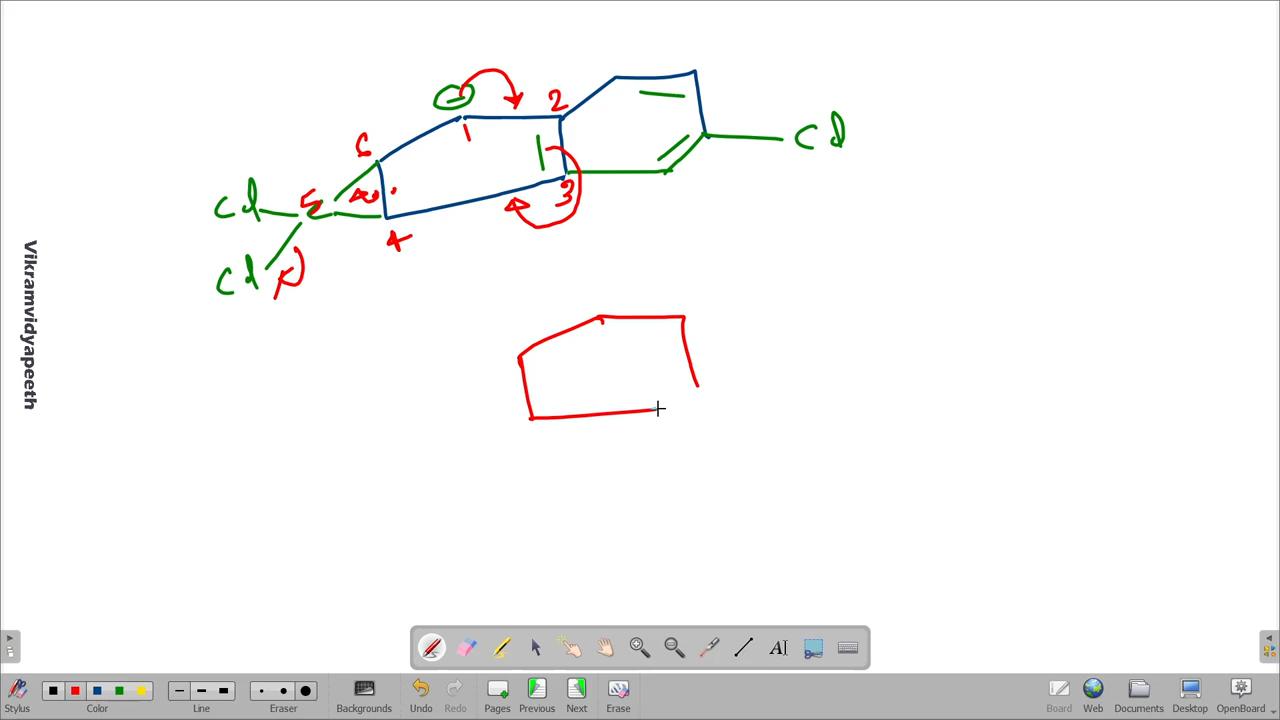 2
1
6
Cl
Cl
5
3
4
Cl
Vikramvidyapeeth
Stylus
Color
Line
Eraser
Backgrounds
Undo
Redo
Pages
Previous
Next
Erase
Board
Web
Documents
Desktop
OpenBoard